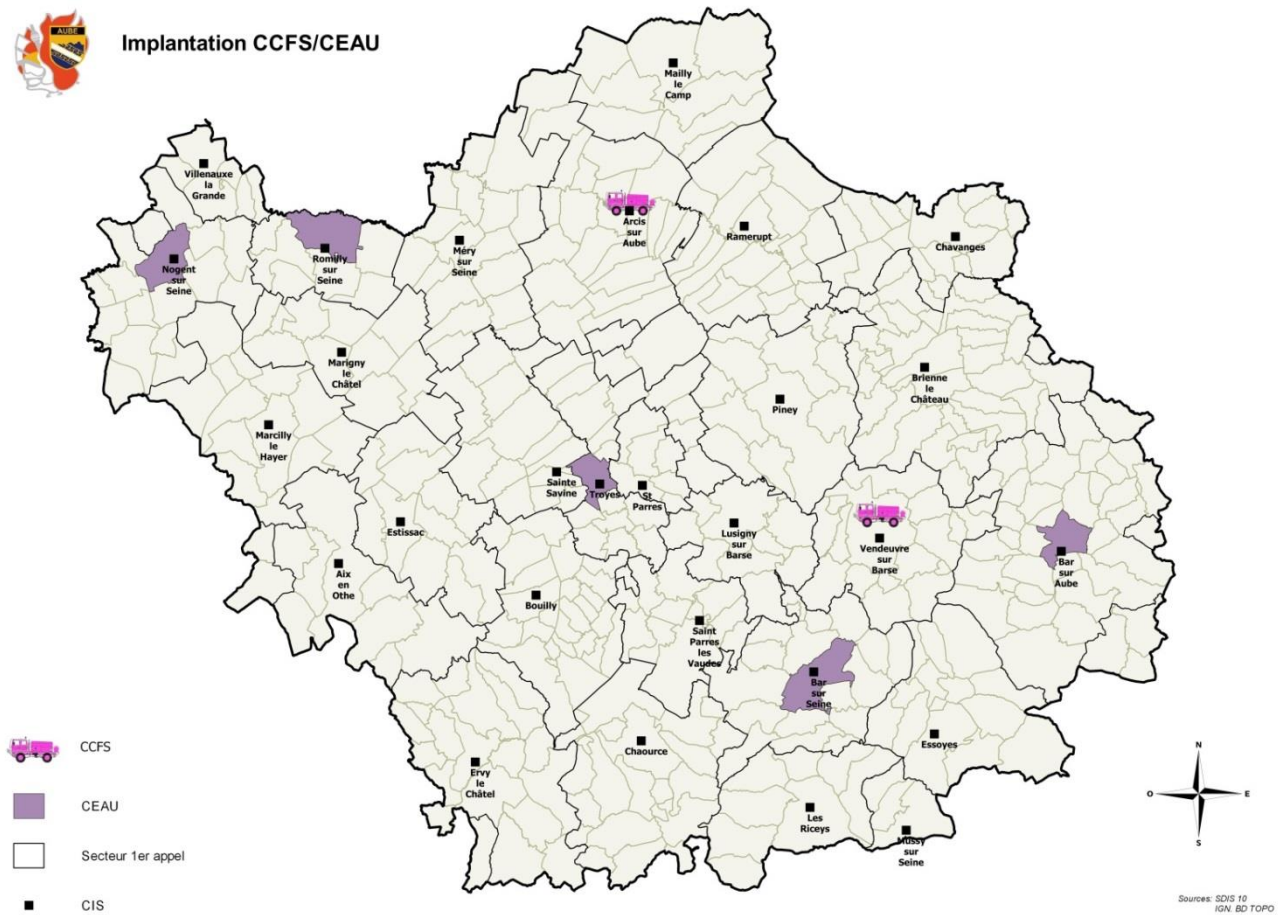 AUBE
Implantation CCFS/CEAU
Mailly
le
Camp
Villenauxe
la
Grande
Arcis
sur
Aube
Ramerupt
Chavanges
Méry
sur
Seine
Romilly
sur
Seine
Nogent
sur
Seine
Marigny
le
Châtel
Brienne
le
Château
Piney
Marcilly
le
Hayer
Sainte
Savine
Troyes
St
Parres
Estissac
Lusigny
sur
Barse
Vendeuvre
sur
Barse
Bar
sur
Aube
Aix
en
Othe
Bouilly
Saint
Parres
les
Vaudes
Bar
sur
Seine
Essoyes
Chaource
Ervy
le
Châtel
Les
Riceys
Mussy
sur
Seine
CCFS
CEAU
Secteur 1er appel
CIS
N
O
E
S
Sources: SDIS 10
IGN. BD TOPO